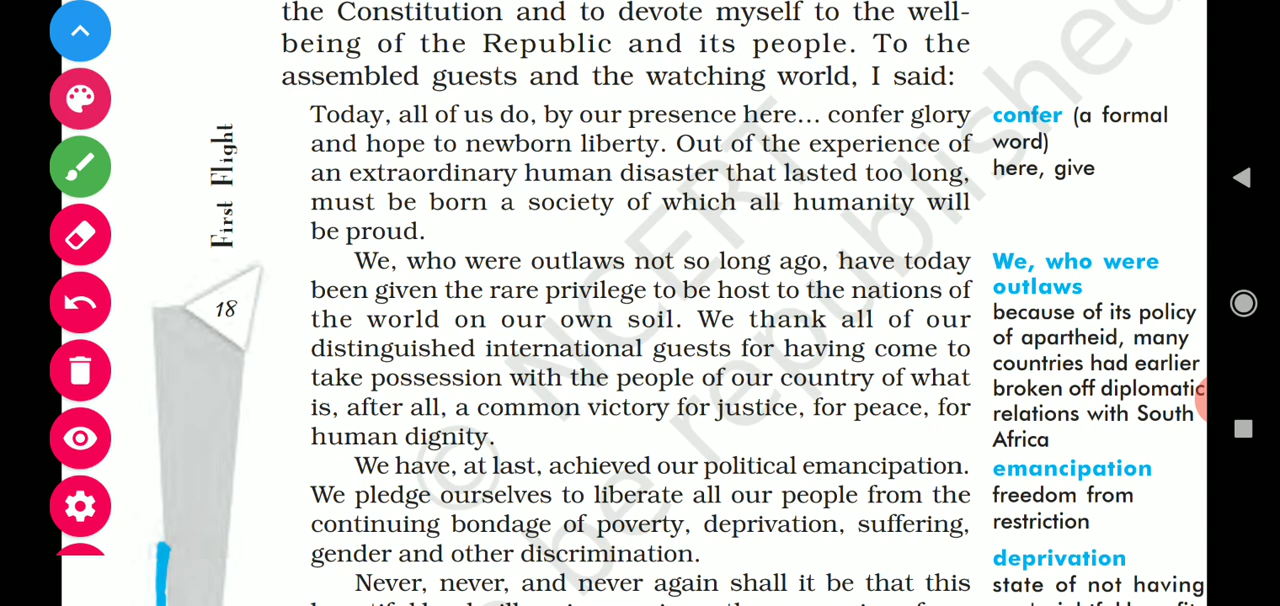 the Constitution and to devote myself to the well-
being of the Republic and its people. To the
assembled guests and the watching world, I said:
Today, all of us do, by our presence here... confer glory
and hope to newborn liberty. Out of the experience of
an extraordinary human disaster that lasted too long,
must be born a society of which all humanity will
be proud.
We, who were outlaws not so long ago, have today
been given the rare privilege to be host to the nations of
the world on our own soil. We thank all of our
distinguished international guests for having come to
take possession with the people of our country of what
is, after all, a common victory for justice, for peace, for
human dignity.
We have, at last, achieved our political emancipation.
We pledge ourselves to liberate all our people from the
continuing bondage of poverty, deprivation, suffering,
gender and other discrimination.
Never, never, and never again shall it be that this
confer (a formal
word)
here, give
We, who were
outlaws
because of its policy
of apartheid, many
countries had earlier
broken off diplomatic
relations with South
Africa
emancipation
freedom from
restriction
deprivation
state of not having
First Flight
18
© NCERT
be republished